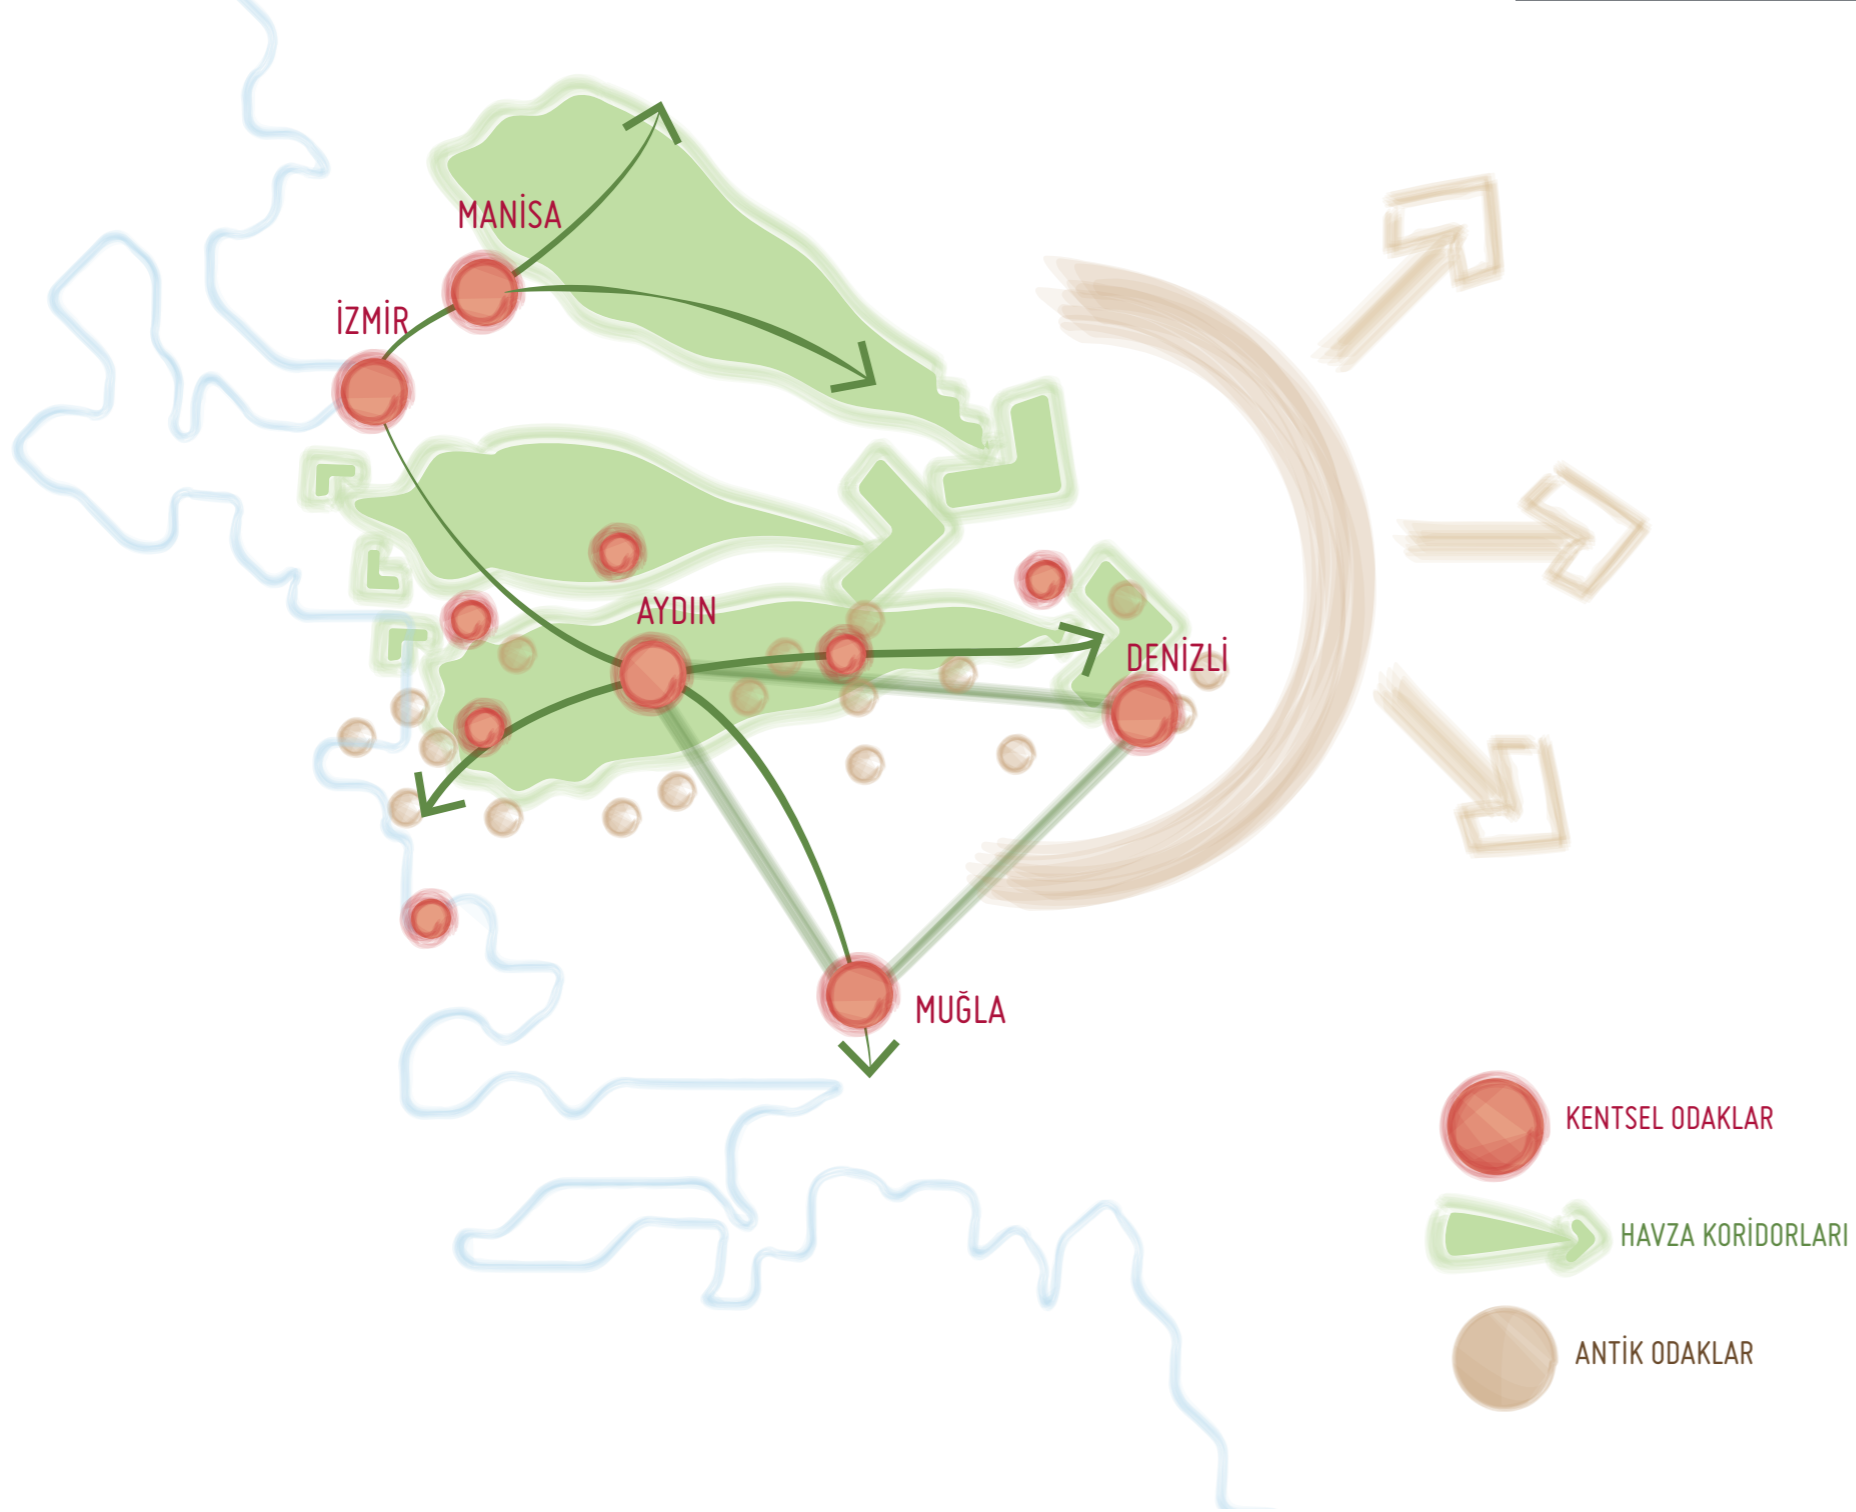 MANİSA
İZMİR
AYDIN
DENİZLİ
MUĞLA
KENTSEL ODAKLAR
HAVZA KORİDORLARI
ANTİK ODAKLAR